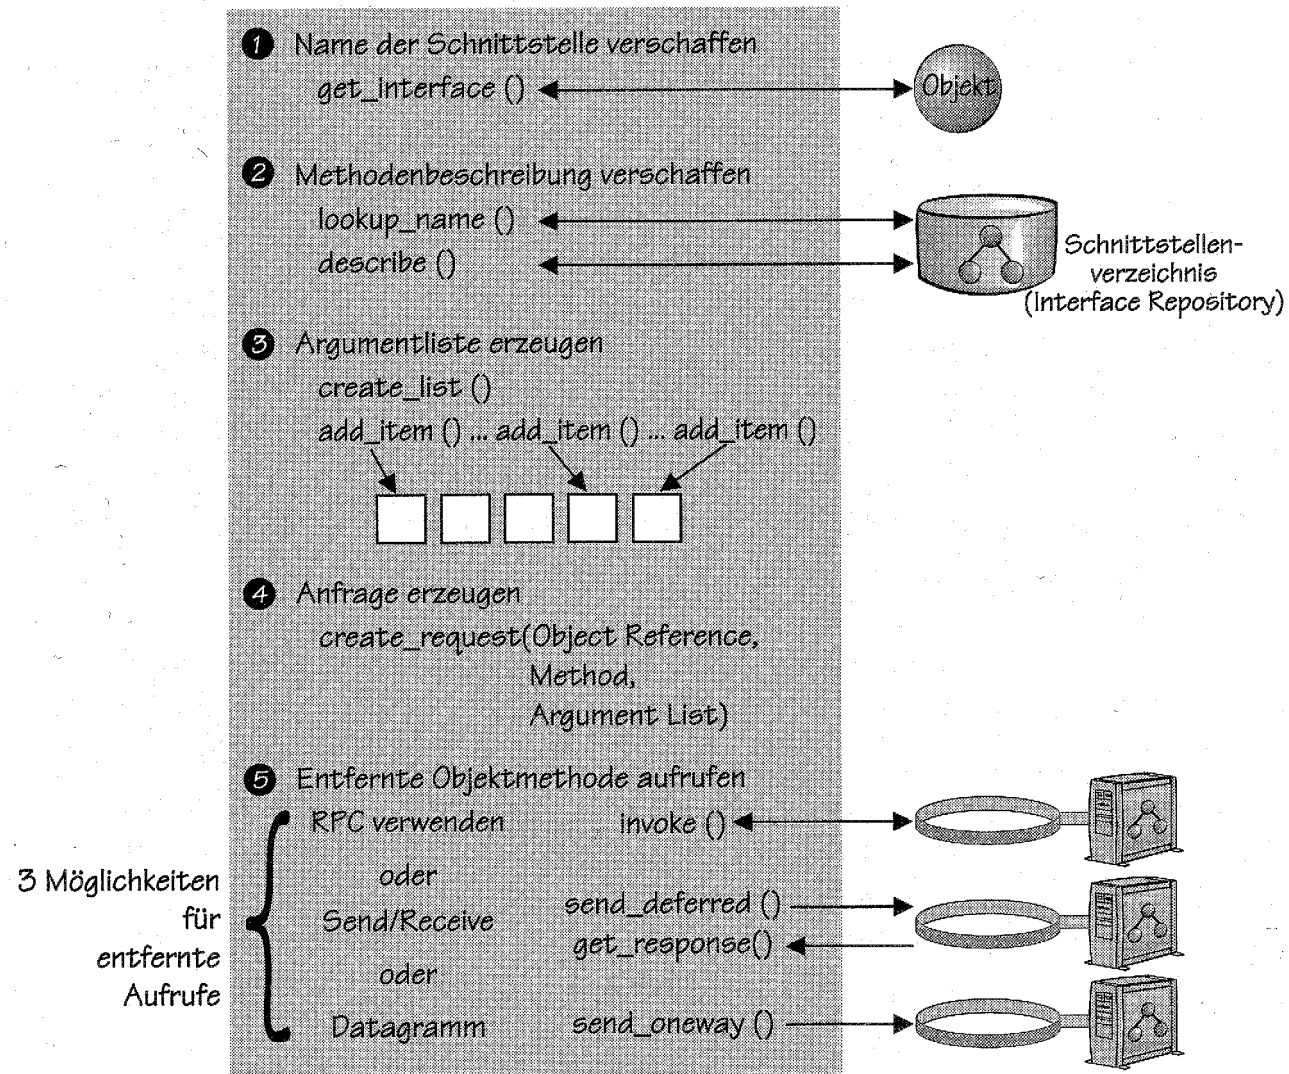 1 Name der Schnittstelle verschaffen
get_interface ()
Objekt
2 Methodenbeschreibung verschaffen
lookup_name ()
describe ()
Schnittstellen-
verzeichnis
(Interface Repository)
3 Argumentliste erzeugen
create_list ()
add_item () ... add_item () ... add_item ()
4 Anfrage erzeugen
create_request(Object Reference,
Method,
Argument List)
5 Entfernte Objektmethode aufrufen
3 Möglichkeiten
für
entfernte
Aufrufe
RPC verwenden
invoke ()
oder
Send/Receive
send_deferred ()
get_response()
oder
Datagramm
send_oneway ()